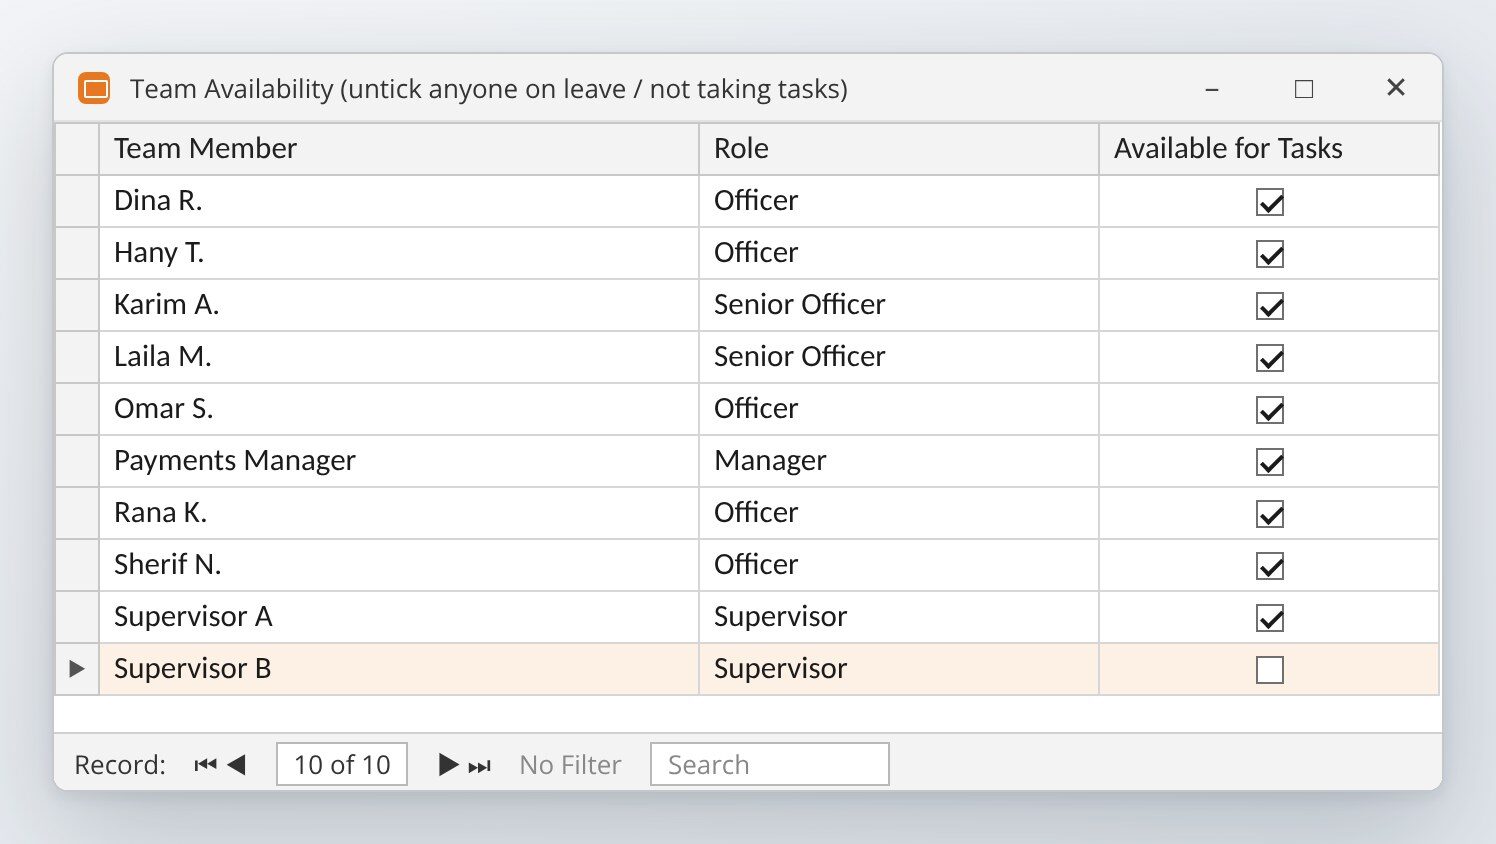 Team Availability (untick anyone on leave / not taking tasks)
Team Member Role Available for Tasks
Dina R. Officer
Hany T. Officer
Karim A. Senior Officer
Laila M. Senior Officer
Omar S. Officer
Payments Manager Manager
Rana K. Officer
Sherif N. Officer
Supervisor A Supervisor
Supervisor B Supervisor
Record: 10 of 10 No Filter Search